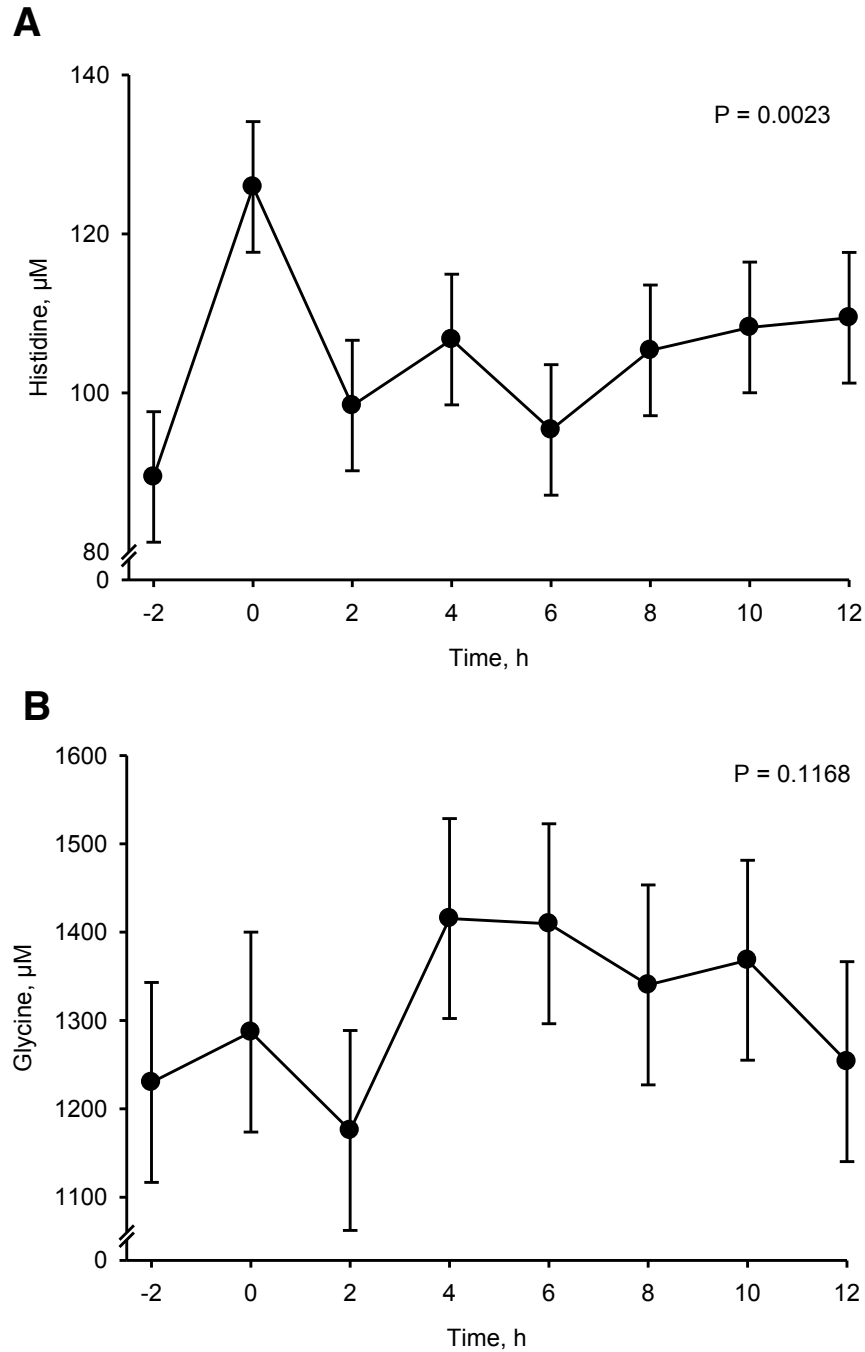 A
140
P = 0.0023
120
Histidine, µM
100
80
0
-2 0 2 4 6 8 10 12
Time, h
B
1600
P = 0.1168
1500
1400
1300
Glycine, µM
1200
1100
0
-2 0 2 4 6 8 10 12
Time, h